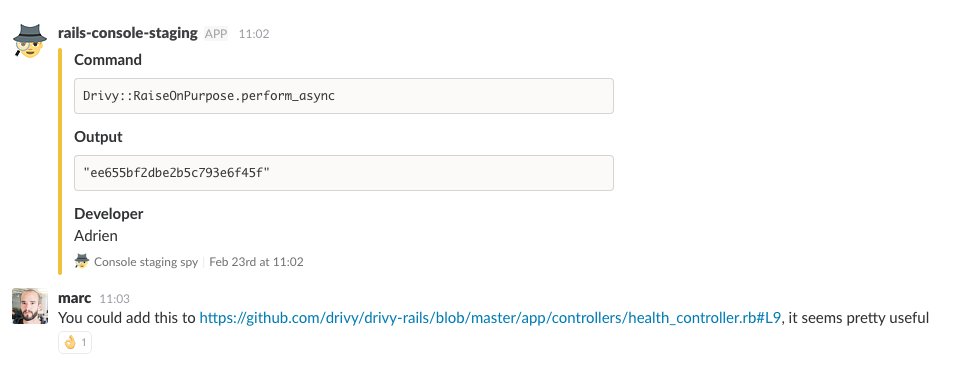 rails-console-staging APP 11:02
Command
Drivy::RaiseOnPurpose.perform_async
Output
"ee655bf2dbe2b5c793e6f45f"
Developer
Adrien
Console staging spy | Feb 23rd at 11:02
marc 11:03
You could add this to https://github.com/drivy/drivy-rails/blob/master/app/controllers/health_controller.rb#L9, it seems pretty useful
1